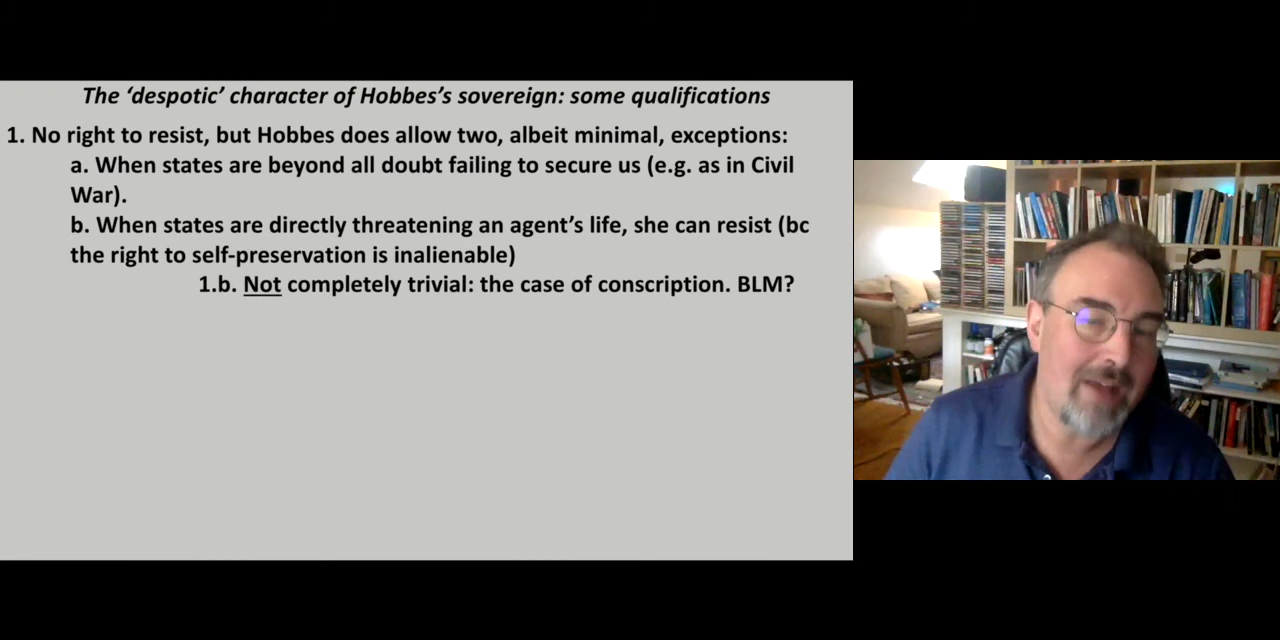 The ‘despotic’ character of Hobbes’s sovereign: some qualifications
1. No right to resist, but Hobbes does allow two, albeit minimal, exceptions:
a. When states are beyond all doubt failing to secure us (e.g. as in Civil
War).
b. When states are directly threatening an agent’s life, she can resist (bc
the right to self-preservation is inalienable)
1.b. Not completely trivial: the case of conscription. BLM?